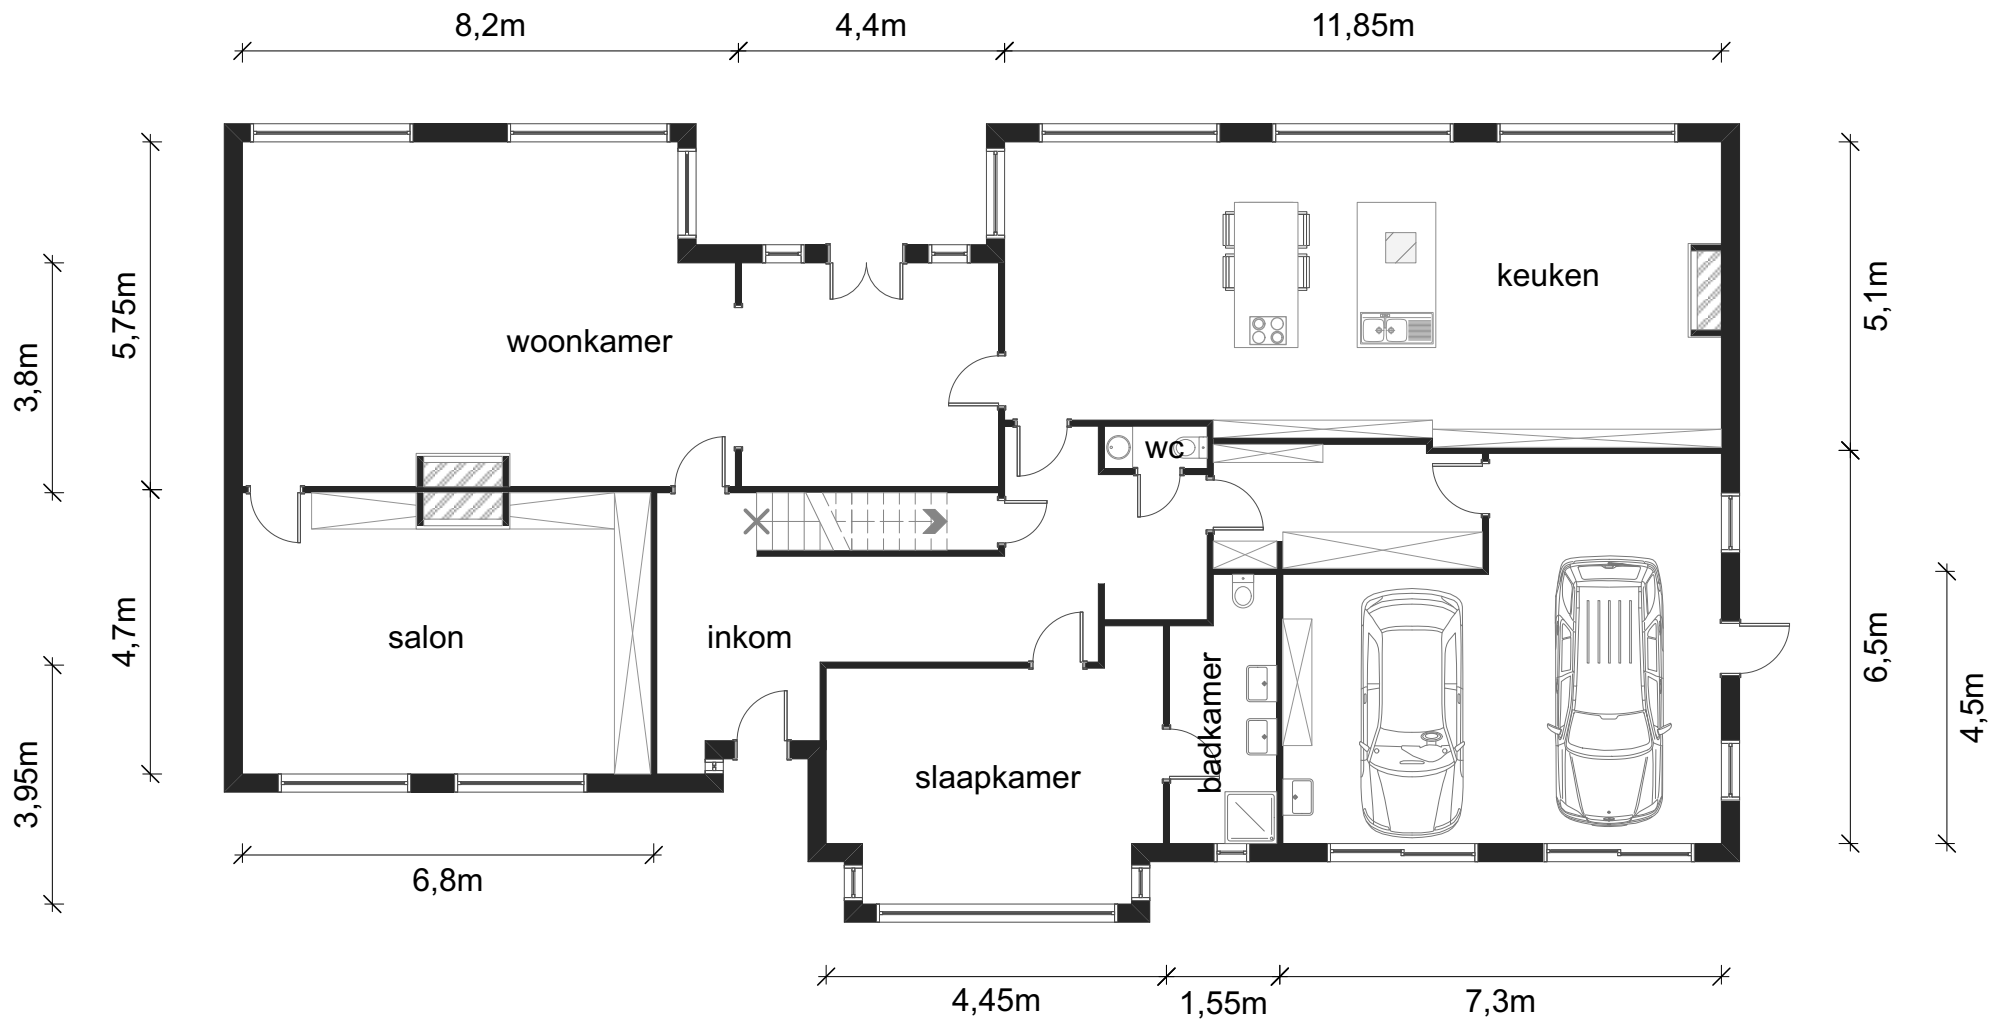 8,2m
4,4m
11,85m
5,75m
3,8m
woonkamer
keuken
5,1m
wc
4,7m
salon
inkom
6,5m
4,5m
3,95m
slaapkamer
badkamer
6,8m
4,45m
1,55m
7,3m